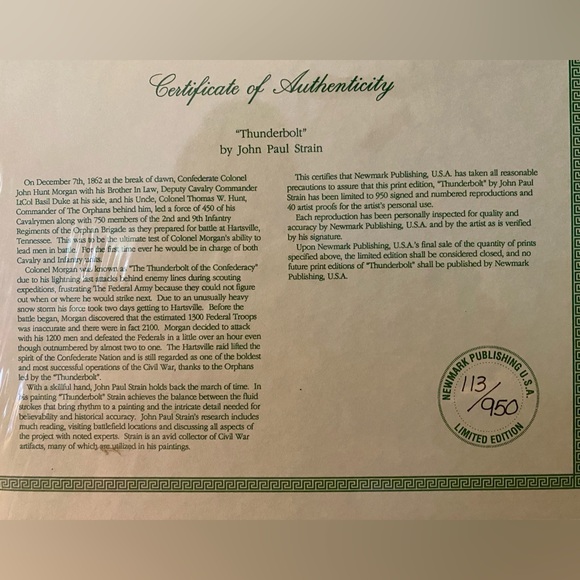 Certificate of Authenticity
"Thunderbolt"
by John Paul Strain
On December 7th, 1862 at the break of dawn, Confederate Colonel
John Hunt Morgan with his Brother In Law, Deputy Cavalry Commander
LtCol Basil Duke at his side, and his Uncle, Colonel Thomas W. Hunt,
Commander of The Orphans behind him, led a force of 450 of his
Cavalrymen along with 750 members of the 2nd and 9th Infantry
Regiments of the Orphan Brigade as they prepared for battle at Hartsville,
Tennessee. This was to be the ultimate test of Colonel Morgan's ability to
lead men in battle. For the first time ever he would be in charge of both
Cavalry and Infantry units.
Colonel Morgan was known as "The Thunderbolt of the Confederacy"
due to his lightning fast attacks behind enemy lines during scouting
expeditions, frustrating The Federal Army because they could not figure
out when or where he would strike next. Due to an unusually heavy
snow storm his force took two days getting to Hartsville. Before the
battle began, Morgan discovered that the estimated 1300 Federal Troops
was inaccurate and there were in fact 2100. Morgan decided to attack
with his 1200 men and defeated the Federals in a little over an hour even
though outnumbered by almost two to one. The Hartsville raid lifted the
spirit of the Confederate Nation and is still regarded as one of the boldest
and most successful operations of the Civil War, thanks to the Orphans
led by the "Thunderbolt".
With a skillful hand, John Paul Strain holds back the march of time. In
his painting "Thunderbolt" Strain achieves the balance between the fluid
strokes that bring rhythm to a painting and the intricate detail needed for
believability and historical accuracy. John Paul Strain's research includes
much reading, visiting battlefield locations and discussing all aspects of
the project with noted experts. Strain is an avid collector of Civil War
artifacts, many of which are utilized in his paintings.
This certifies that Newmark Publishing, U.S.A. has taken all reasonable
precautions to assure that this print edition, "Thunderbolt" by John Paul
Strain has been limited to 950 signed and numbered reproductions and
40 artist proofs for the artist's personal use.
Each reproduction has been personally inspected for quality and
accuracy by Newmark Publishing, U.S.A. and by the artist as is verified
by his signature.
Upon Newmark Publishing, U.S.A.'s final sale of the quantity of prints
specified above, the limited edition shall be considered closed, and no
future print editions of "Thunderbolt" shall be published by Newmark
Publishing, U.S.A.
NEWMARK PUBLISHING U.S.A.
113/950
LIMITED EDITION